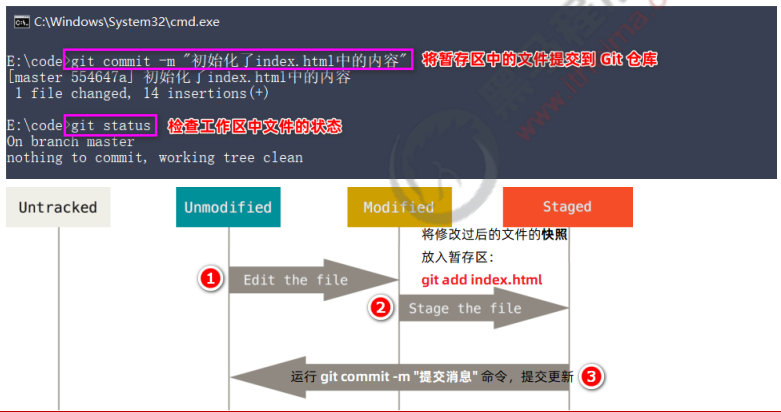 C:\Windows\System32\cmd.exe
E:\code>git commit -m "初始化了index.html中的内容" 将暂存区中的文件提交到 Git 仓库
[master 554647a] 初始化了index.html中的内容
1 file changed, 14 insertions(+)
E:\code>git status 检查工作区中文件的状态
On branch master
nothing to commit, working tree clean
Untracked Unmodified Modified Staged
将修改过后的文件的快照
放入暂存区：
git add index.html
1 Edit the file
2 Stage the file
运行 git commit -m "提交消息" 命令，提交更新 3